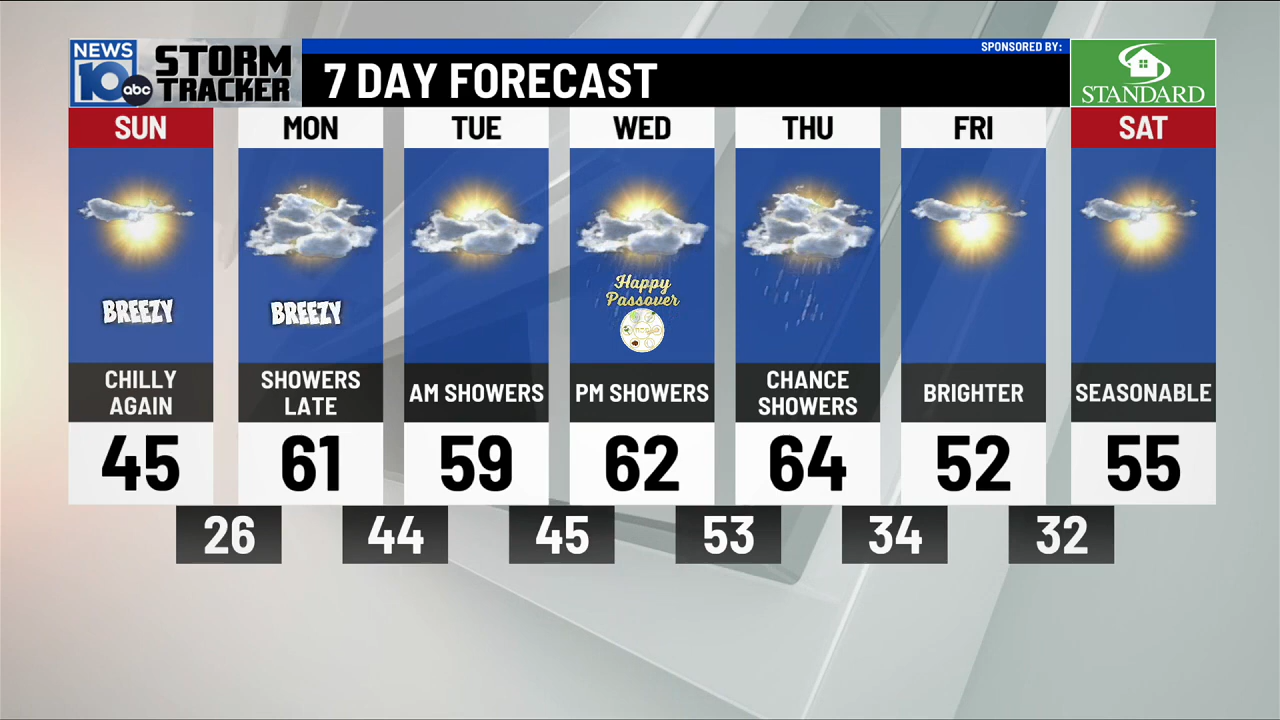 NEWS
10
abc
STORM
TRACKER
7 DAY FORECAST
SPONSORED BY:
STANDARD
SUN
MON
TUE
WED
THU
FRI
SAT
Happy
Passover
BREEZY
BREEZY
CHILLY
AGAIN
SHOWERS
LATE
AM SHOWERS
PM SHOWERS
CHANCE
SHOWERS
BRIGHTER
SEASONABLE
45
61
59
62
64
52
55
26
44
45
53
34
32